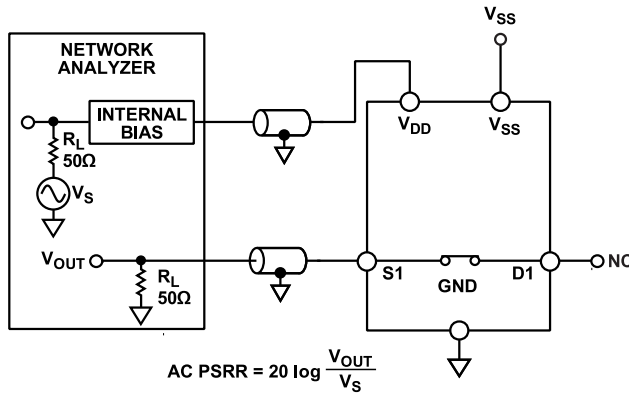 NETWORK
ANALYZER
INTERNAL
BIAS
RL
50Ω
VS
VOUT
RL
50Ω
VSS
VDD
VSS
S1
GND
D1
NC
AC PSRR = 20 log VOUT
VS